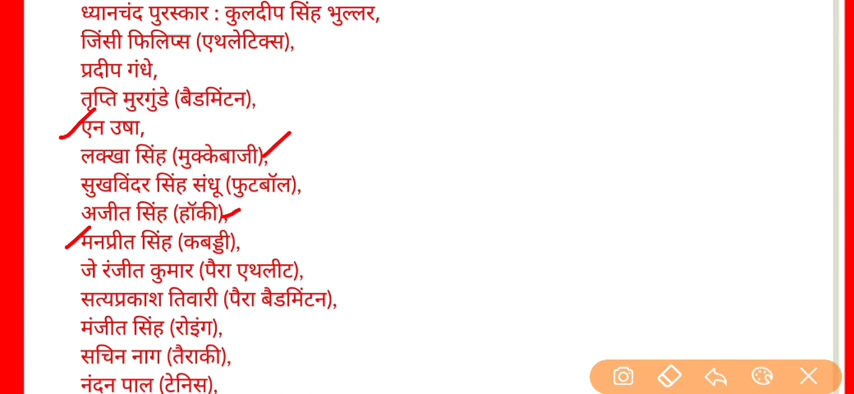 ध्यानचंद पुरस्कार : कुलदीप सिंह भुल्लर,
जिंसी फिलिप्स (एथलेटिक्स),
प्रदीप गंधे,
तृप्ति मुरगुंडे (बैडमिंटन),
एन उषा,
लक्खा सिंह (मुक्केबाजी),
सुखविंदर सिंह संधू (फुटबॉल),
अजीत सिंह (हॉकी),
मनप्रीत सिंह (कबड्डी),
जे रंजीत कुमार (पैरा एथलीट),
सत्यप्रकाश तिवारी (पैरा बैडमिंटन),
मंजीत सिंह (रोइंग),
सचिन नाग (तैराकी),
नंदन पाल (टेनिस),